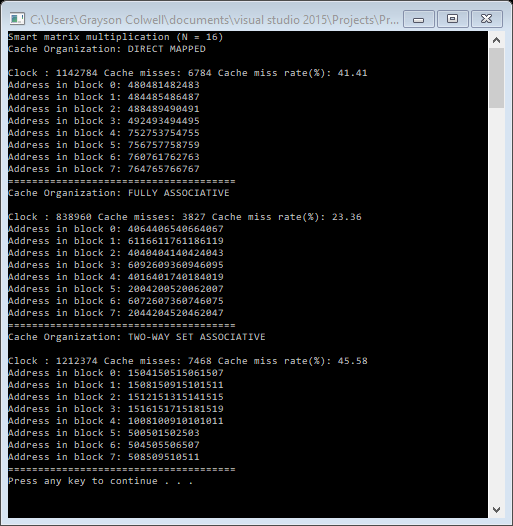 C:\Users\Grayson Colwell\documents\visual studio 2015\Projects\Pr...
Smart matrix multiplication (N = 16)
Cache Organization: DIRECT MAPPED
Clock : 1142784 Cache misses: 6784 Cache miss rate(%): 41.41
Address in block 0: 480481482483
Address in block 1: 484485486487
Address in block 2: 488489490491
Address in block 3: 492493494495
Address in block 4: 752753754755
Address in block 5: 756757758759
Address in block 6: 760761762763
Address in block 7: 764765766767
======================================
Cache Organization: FULLY ASSOCIATIVE
Clock : 838960 Cache misses: 3827 Cache miss rate(%): 23.36
Address in block 0: 4064406540664067
Address in block 1: 6116611761186119
Address in block 2: 4040404140424043
Address in block 3: 6092609360946095
Address in block 4: 4016401740184019
Address in block 5: 2004200520062007
Address in block 6: 6072607360746075
Address in block 7: 2044204520462047
======================================
Cache Organization: TWO-WAY SET ASSOCIATIVE
Clock : 1212374 Cache misses: 7468 Cache miss rate(%): 45.58
Address in block 0: 1504150515061507
Address in block 1: 1508150915101511
Address in block 2: 1512151315141515
Address in block 3: 1516151715181519
Address in block 4: 1008100910101011
Address in block 5: 500501502503
Address in block 6: 504505506507
Address in block 7: 508509510511
======================================
Press any key to continue . . .